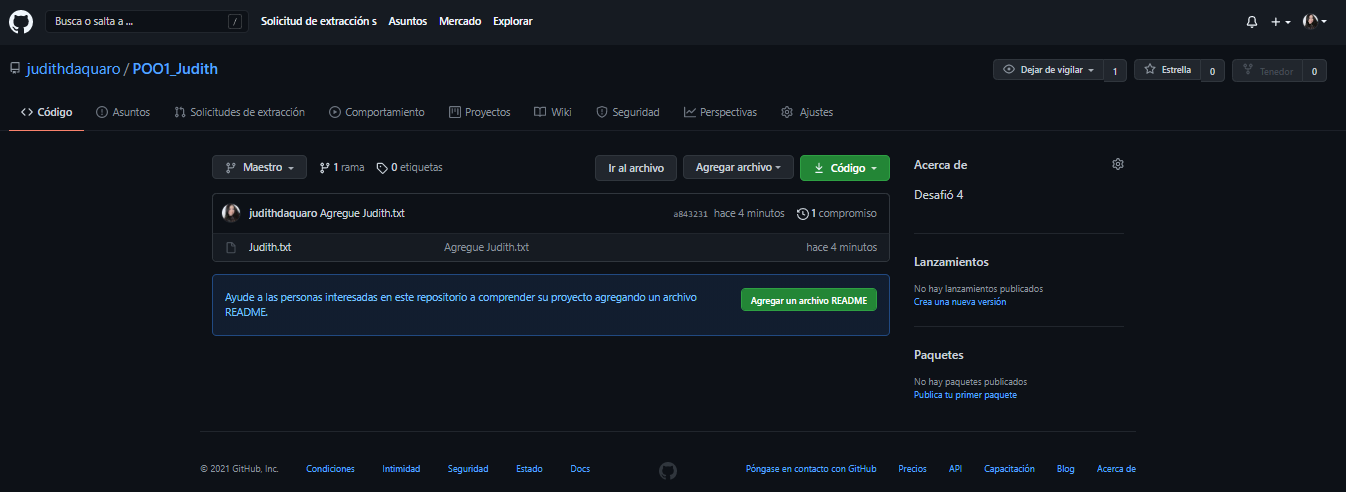 Busca o salta a ... / Solicitud de extracción s Asuntos Mercado Explorar
judithdaquaro / POO1_Judith Dejar de vigilar 1 Estrella 0 Tenedor 0
Código Asuntos Solicitudes de extracción Comportamiento Proyectos Wiki Seguridad Perspectivas Ajustes
Maestro 1 rama 0 etiquetas Ir al archivo Agregar archivo Código
judithdaquaro Agregue Judith.txt a843231 hace 4 minutos 1 compromiso
Judith.txt Agregue Judith.txt hace 4 minutos
Ayude a las personas interesadas en este repositorio a comprender su proyecto agregando un archivo
README.
Agregar un archivo README
Acerca de
Desafió 4
Lanzamientos
No hay lanzamientos publicados
Crea una nueva versión
Paquetes
No hay paquetes publicados
Publica tu primer paquete
© 2021 GitHub, Inc. Condiciones Intimidad Seguridad Estado Docs Póngase en contacto con GitHub Precios API Capacitación Blog Acerca de